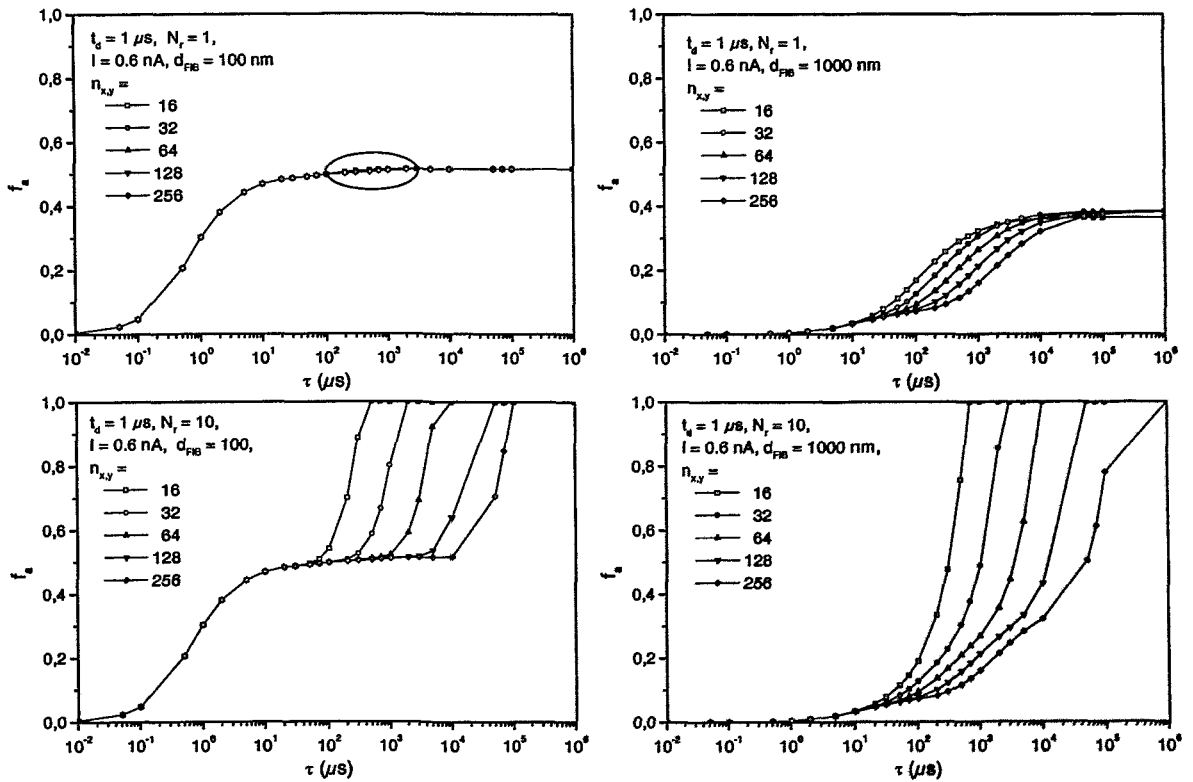 t_d = 1 µs, N_r = 1,
I = 0.6 nA, d_FIB = 100 nm
n_x,y =
16
32
64
128
256
1,0
0,8
0,6
0,4
0,2
0,0
f_a
10^-2 10^-1 10^0 10^1 10^2 10^3 10^4 10^5 10^6
τ (µs)
t_d = 1 µs, N_r = 1,
I = 0.6 nA, d_FIB = 1000 nm
n_x,y =
16
32
64
128
256
1,0
0,8
0,6
0,4
0,2
0,0
f_a
10^-2 10^-1 10^0 10^1 10^2 10^3 10^4 10^5 10^6
τ (µs)
t_d = 1 µs, N_r = 10,
I = 0.6 nA, d_FIB = 100,
n_x,y =
16
32
64
128
256
1,0
0,8
0,6
0,4
0,2
0,0
f_a
10^-2 10^-1 10^0 10^1 10^2 10^3 10^4 10^5 10^6
τ (µs)
t_d = 1 µs, N_r = 10,
I = 0.6 nA, d_FIB = 1000 nm,
n_x,y =
16
32
64
128
256
1,0
0,8
0,6
0,4
0,2
0,0
f_a
10^-2 10^-1 10^0 10^1 10^2 10^3 10^4 10^5 10^6
τ (µs)